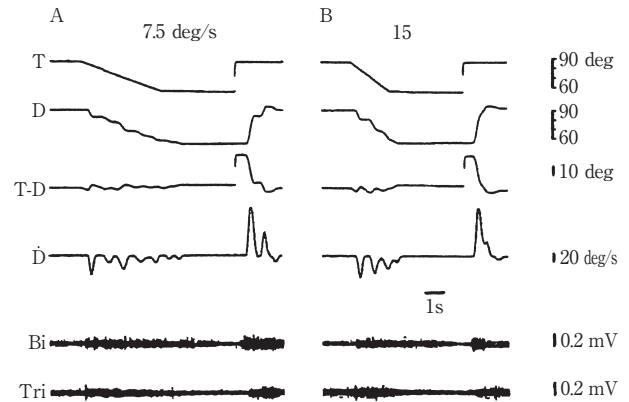 A
7.5 deg/s
B
15
T
90 deg
60
D
90
60
T-D
10 deg
Ḋ
20 deg/s
1s
Bi
0.2 mV
Tri
0.2 mV